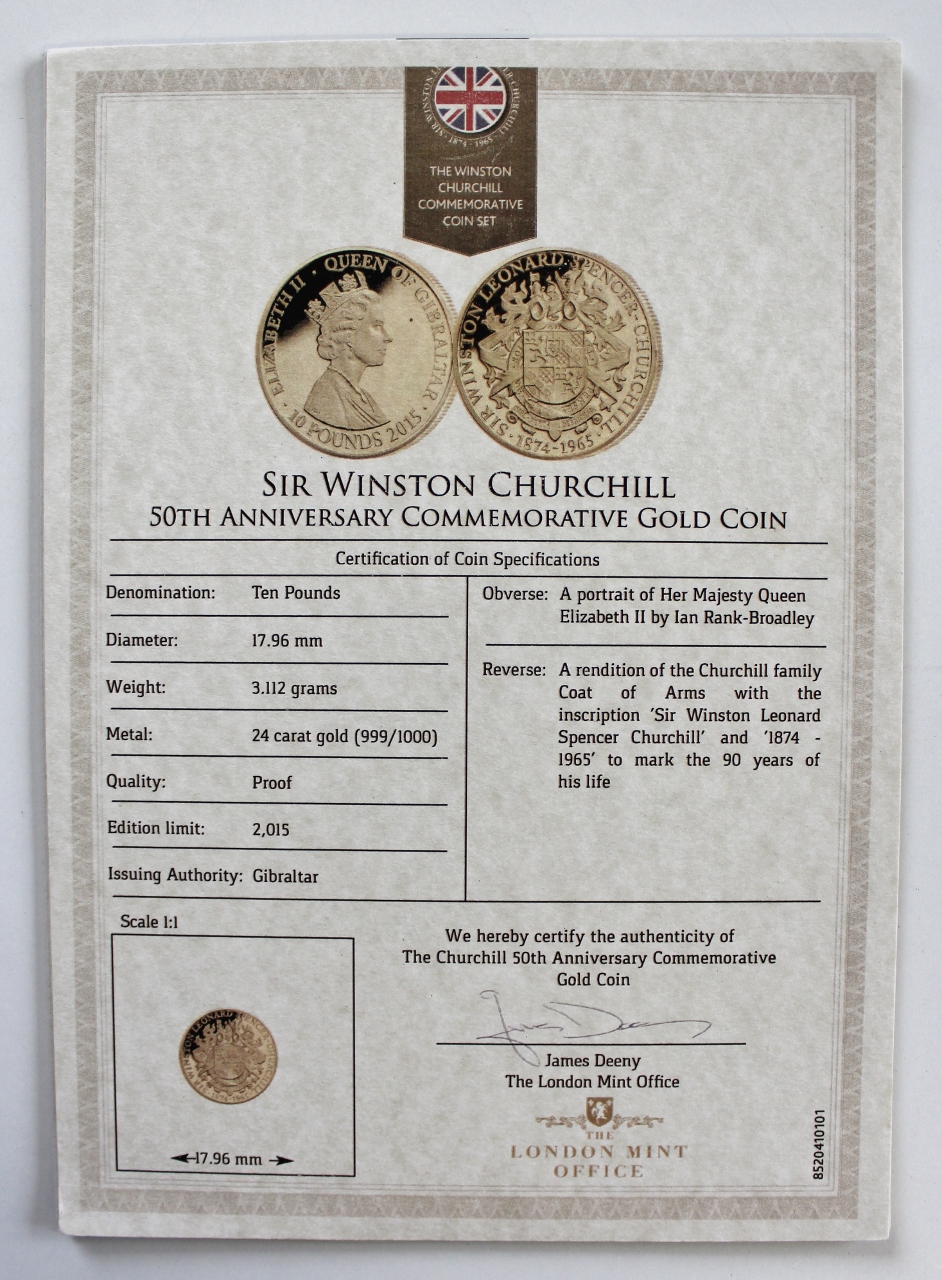 SIR WINSTON CHURCHILL · 1874 - 1965 ·
THE WINSTON
CHURCHILL
COMMEMORATIVE
COIN SET
ELIZABETH II · QUEEN OF GIBRALTAR ·
· 10 POUNDS 2015 ·
SIR WINSTON LEONARD SPENCER-CHURCHILL
· 1874-1965 ·
SIR WINSTON CHURCHILL
50TH ANNIVERSARY COMMEMORATIVE GOLD COIN
Certification of Coin Specifications
Denomination: Ten Pounds
Diameter: 17.96 mm
Weight: 3.112 grams
Metal: 24 carat gold (999/1000)
Quality: Proof
Edition limit: 2,015
Issuing Authority: Gibraltar
Obverse: A portrait of Her Majesty Queen
Elizabeth II by Ian Rank-Broadley
Reverse: A rendition of the Churchill family
Coat of Arms with the
inscription 'Sir Winston Leonard
Spencer Churchill' and '1874 -
1965' to mark the 90 years of
his life
Scale 1:1
17.96 mm
We hereby certify the authenticity of
The Churchill 50th Anniversary Commemorative
Gold Coin
James Deeny
The London Mint Office
THE
LONDON MINT
OFFICE
8520410101